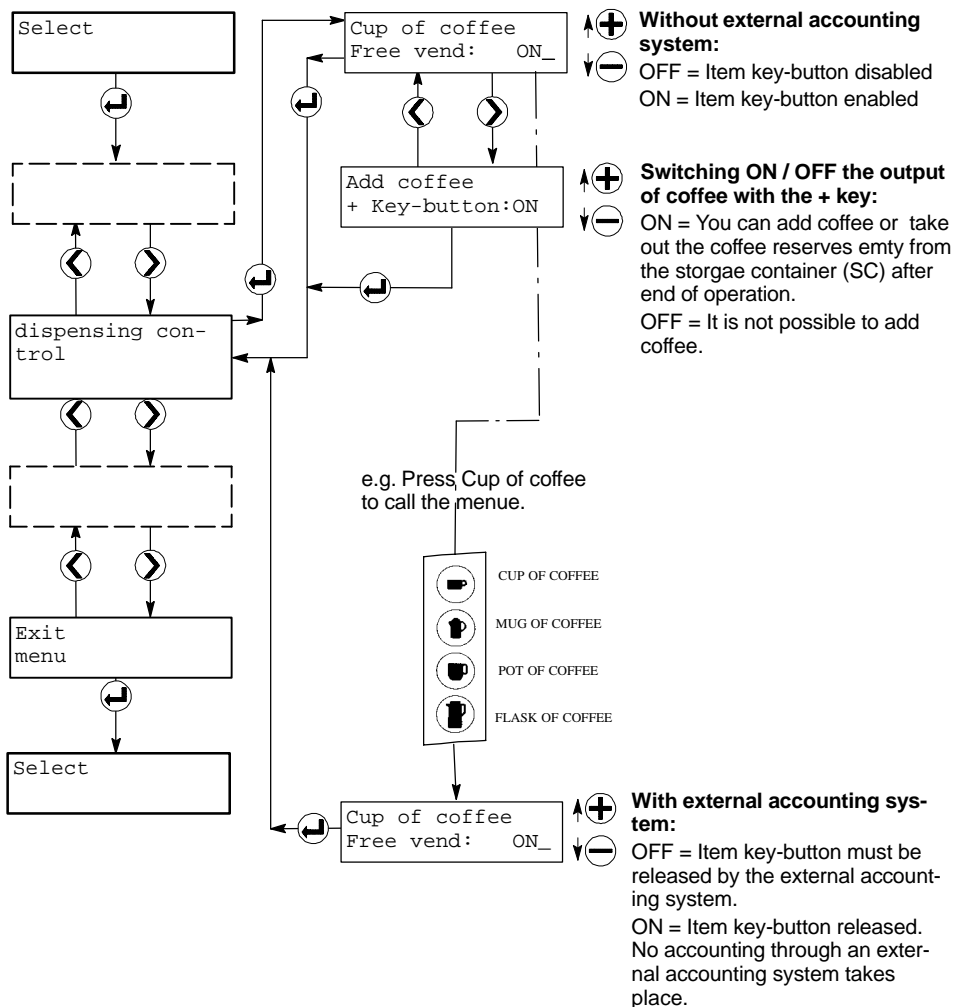 Select
Cup of coffee
Free vend: ON_
Without external accounting
system:
OFF = Item key-button disabled
ON = Item key-button enabled
Add coffee
+ Key-button:ON
Switching ON / OFF the output
of coffee with the + key:
ON = You can add coffee or take
out the coffee reserves emty from
the storgae container (SC) after
end of operation.
OFF = It is not possible to add
coffee.
dispensing con-
trol
e.g. Press Cup of coffee
to call the menue.
CUP OF COFFEE
MUG OF COFFEE
POT OF COFFEE
FLASK OF COFFEE
Exit
menu
Select
Cup of coffee
Free vend: ON_
With external accounting sys-
tem:
OFF = Item key-button must be
released by the external account-
ing system.
ON = Item key-button released.
No accounting through an exter-
nal accounting system takes
place.